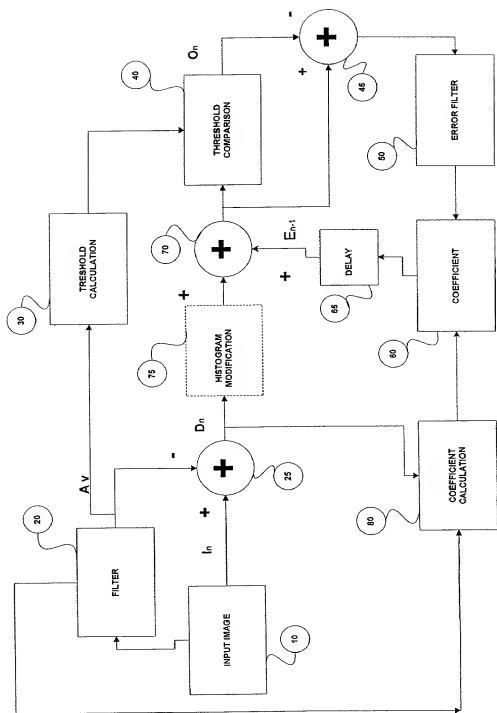 INPUT IMAGE
10
FILTER
20
A v
-
I n
+
+
25
D n
HISTOGRAM
MODIFICATION
75
+
+
70
TRESHOLD
CALCULATION
30
THRESHOLD
COMPARISON
40
O n
-
+
+
45
ERROR FILTER
50
COEFFICIENT
60
DELAY
65
E n-1
+
COEFFICIENT
CALCULATION
80